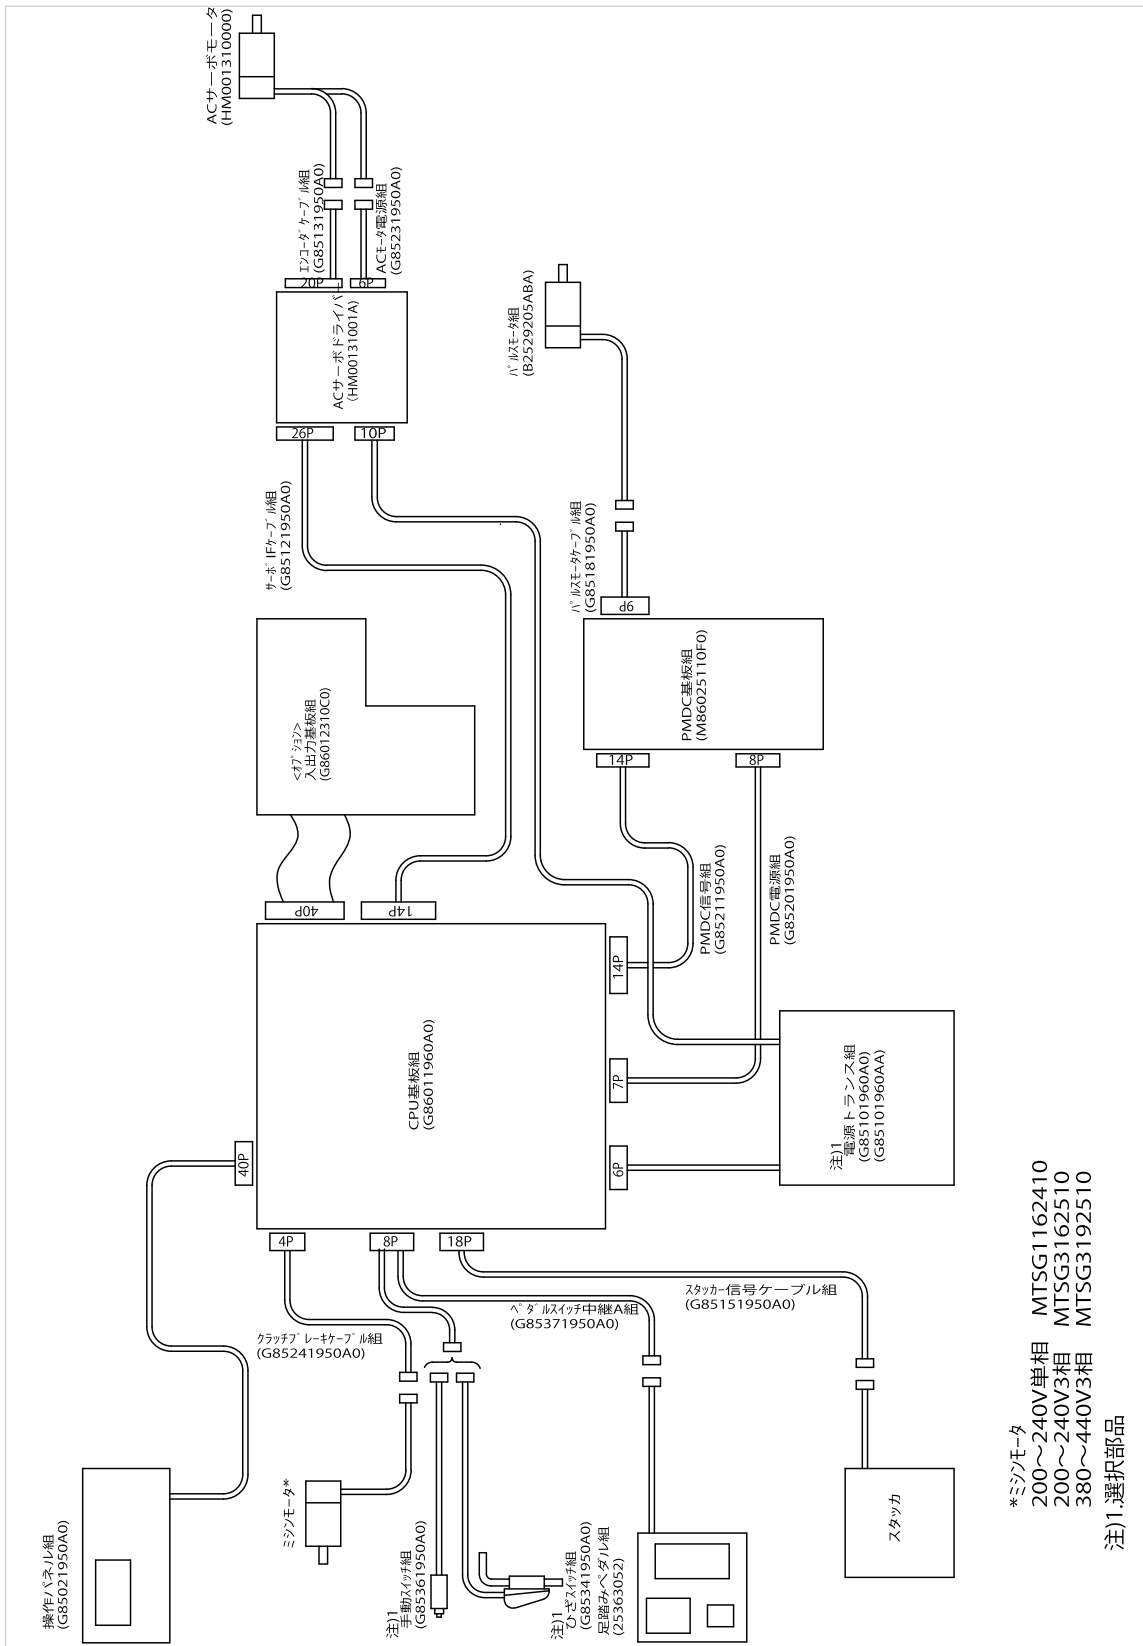 ACサーボモータ
(HM001310000)
エンコーダケーブル組
(G85131950A0)
ACモータ電源組
(G85231950A0)
20P
6P
ACサーボドライバ
(HM00131001A)
26P
10P
サーボIFケーブル組
(G85121950A0)
パルスモータ組
(B2529205ABA)
パルスモータケーブル組
(G85181950A0)
9P
PMDC基板組
(M86025110F0)
14P
8P
<オプション>
入出力基板組
(G86012310C0)
40P
14P
PMDC信号組
(G85211950A0)
PMDC電源組
(G85201950A0)
CPU基板組
(G86011960A0)
14P
7P
6P
40P
4P
8P
18P
注)1
電源トランス組
(G85101960A0)
(G85101960AA)
クラッチブレーキケーブル組
(G85241950A0)
ペダルスイッチ中継A組
(G85371950A0)
スタッカー信号ケーブル組
(G85151950A0)
操作パネル組
(G85021950A0)
ミシンモータ*
注)1
手動スイッチ組
(G85361950A0)
注)1
ひざスイッチ組
(G85341950A0)
足踏みペダル組
(25363052)
スタッカ
*ミシンモータ
200～240V単相 MTSG1162410
200～240V3相 MTSG3162510
380～440V3相 MTSG3192510
注)1.選択部品